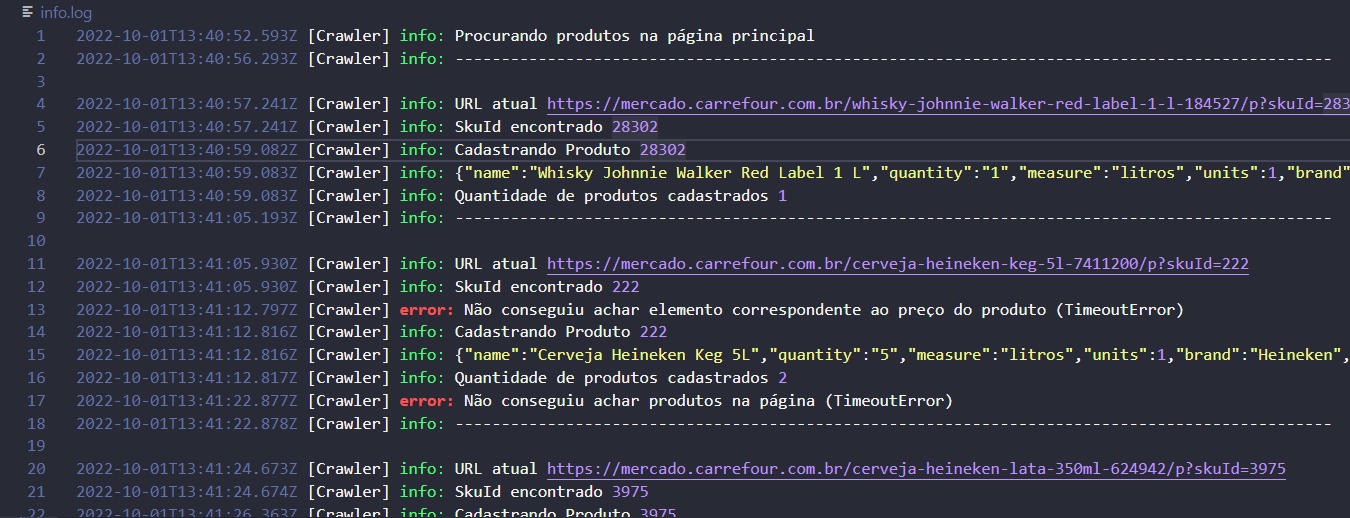 info.log
1 2022-10-01T13:40:52.593Z [Crawler] info: Procurando produtos na página principal
2 2022-10-01T13:40:56.293Z [Crawler] info: -----------------------------------------------------------------------------------------------
3
4 2022-10-01T13:40:57.241Z [Crawler] info: URL atual https://mercado.carrefour.com.br/whisky-johnnie-walker-red-label-1-l-184527/p?skuId=283
5 2022-10-01T13:40:57.241Z [Crawler] info: SkuId encontrado 28302
6 2022-10-01T13:40:59.082Z [Crawler] info: Cadastrando Produto 28302
7 2022-10-01T13:40:59.083Z [Crawler] info: {"name":"Whisky Johnnie Walker Red Label 1 L","quantity":"1","measure":"litros","units":1,"brand"
8 2022-10-01T13:40:59.083Z [Crawler] info: Quantidade de produtos cadastrados 1
9 2022-10-01T13:41:05.193Z [Crawler] info: -----------------------------------------------------------------------------------------------
10
11 2022-10-01T13:41:05.930Z [Crawler] info: URL atual https://mercado.carrefour.com.br/cerveja-heineken-keg-5l-7411200/p?skuId=222
12 2022-10-01T13:41:05.930Z [Crawler] info: SkuId encontrado 222
13 2022-10-01T13:41:12.797Z [Crawler] error: Não conseguiu achar elemento correspondente ao preço do produto (TimeoutError)
14 2022-10-01T13:41:12.816Z [Crawler] info: Cadastrando Produto 222
15 2022-10-01T13:41:12.816Z [Crawler] info: {"name":"Cerveja Heineken Keg 5L","quantity":"5","measure":"litros","units":1,"brand":"Heineken",
16 2022-10-01T13:41:12.817Z [Crawler] info: Quantidade de produtos cadastrados 2
17 2022-10-01T13:41:22.877Z [Crawler] error: Não conseguiu achar produtos na página (TimeoutError)
18 2022-10-01T13:41:22.878Z [Crawler] info: -----------------------------------------------------------------------------------------------
19
20 2022-10-01T13:41:24.673Z [Crawler] info: URL atual https://mercado.carrefour.com.br/cerveja-heineken-lata-350ml-624942/p?skuId=3975
21 2022-10-01T13:41:24.674Z [Crawler] info: SkuId encontrado 3975
22 2022-10-01T13:41:26.363Z [Crawler] info: Cadastrando Produto 3975